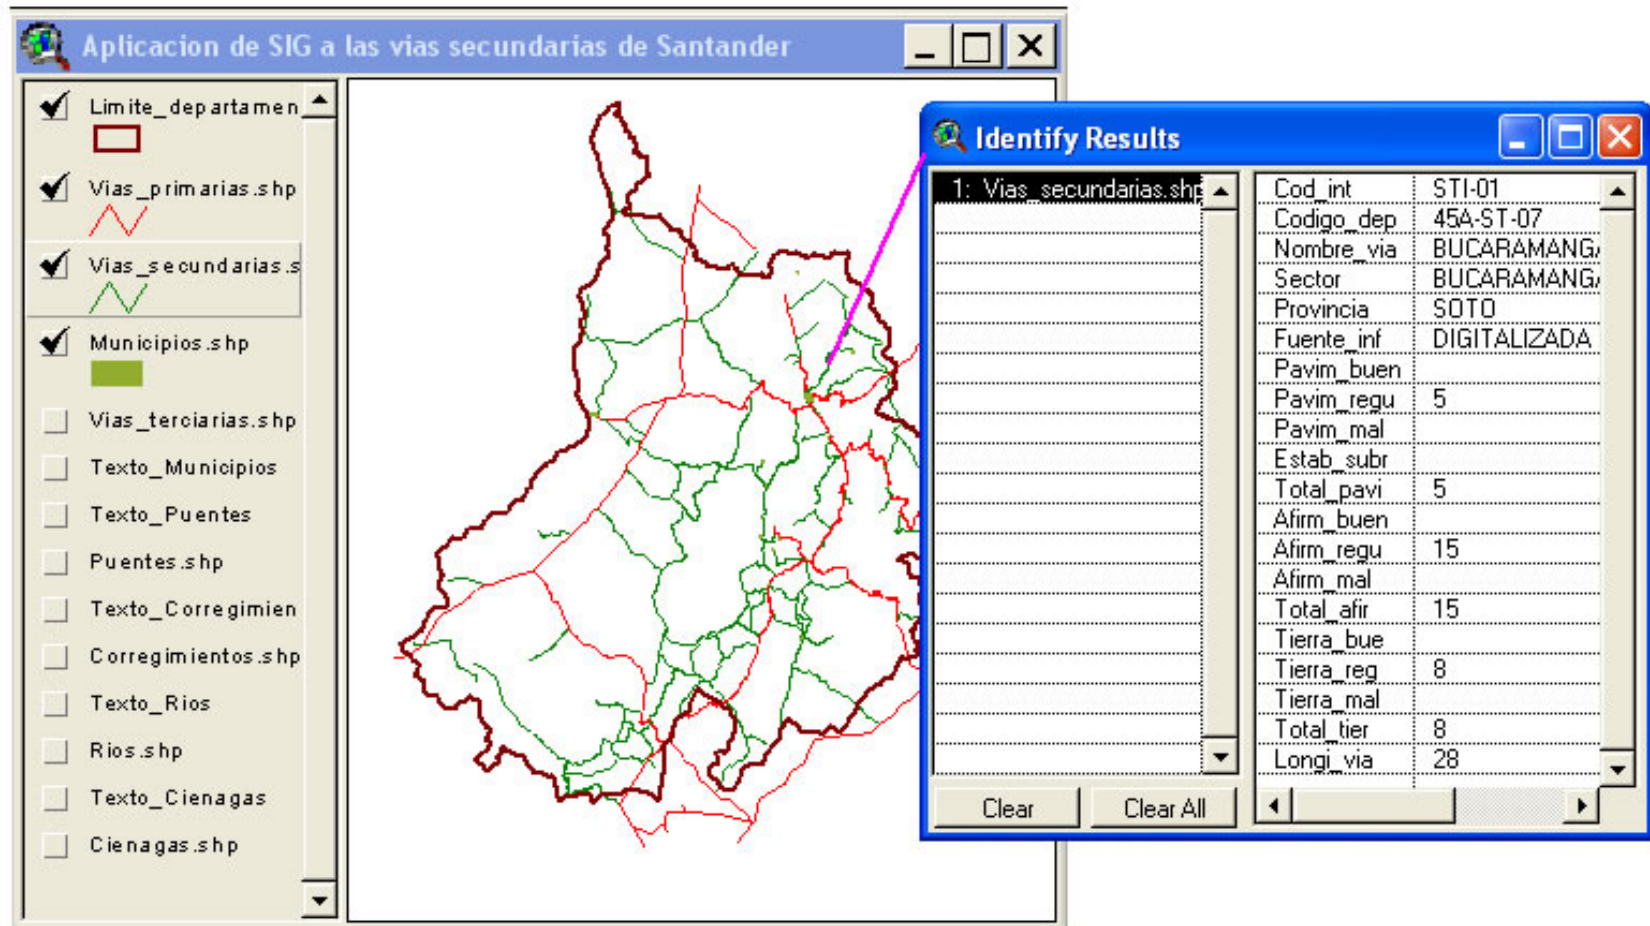 Aplicacion de SIG a las vias secundarias de Santander
Limite_departamen
Vias_primarias.shp
Vias_secundarias.s
Municipios.shp
Vias_terciarias.shp
Texto_Municipios
Texto_Puentes
Puentes.shp
Texto_Corregimien
Corregimientos.shp
Texto_Rios
Rios.shp
Texto_Cienagas
Cienagas.shp
Identify Results
1: Vias_secundarias.shp
Clear
Clear All
Cod_int STI-01
Codigo_dep 45A-ST-07
Nombre_via BUCARAMANGA
Sector BUCARAMANGA
Provincia SOTO
Fuente_inf DIGITALIZADA
Pavim_buen
Pavim_regu 5
Pavim_mal
Estab_subr
Total_pavi 5
Afirm_buen
Afirm_regu 15
Afirm_mal
Total_afir 15
Tierra_bue
Tierra_reg 8
Tierra_mal
Total_tier 8
Longi_via 28